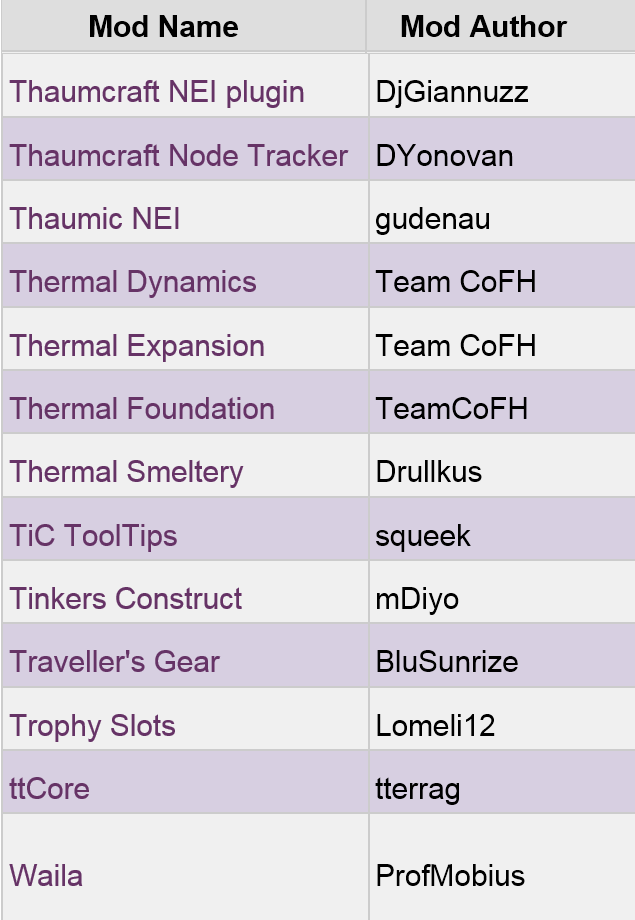 Mod Name Mod Author
Thaumcraft NEI plugin DjGiannuzz
Thaumcraft Node Tracker DYonovan
Thaumic NEI gudenau
Thermal Dynamics Team CoFH
Thermal Expansion Team CoFH
Thermal Foundation TeamCoFH
Thermal Smeltery Drullkus
TiC ToolTips squeek
Tinkers Construct mDiyo
Traveller's Gear BluSunrize
Trophy Slots Lomeli12
ttCore tterrag
Waila ProfMobius